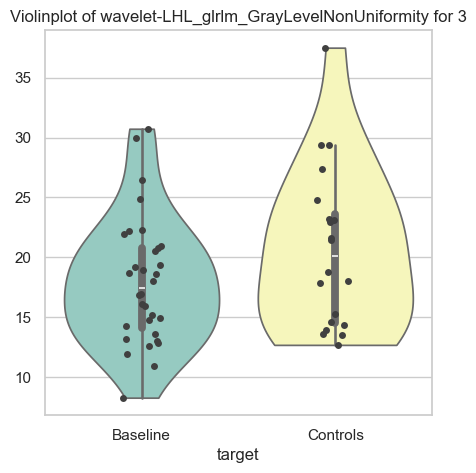 Violinplot of wavelet-LHL_glrlm_GrayLevelNonUniformity for 3
35
30
25
20
15
10
Baseline Controls
target